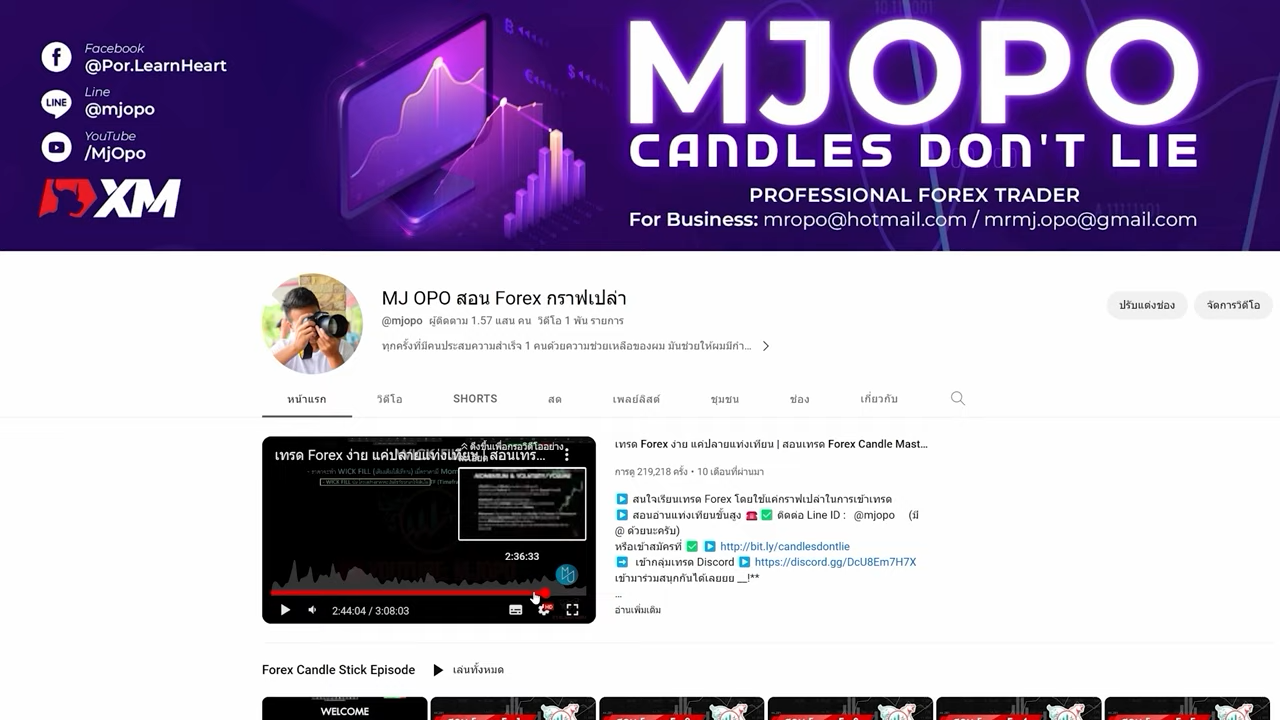 Facebook
@Por.LearnHeart
LINE
Line
@mjopo
YouTube
/MjOpo
XM
MJOPO
CANDLES DON'T LIE
PROFESSIONAL FOREX TRADER
For Business: mropo@hotmail.com / mrmj.opo@gmail.com
MJ OPO สอน Forex กราฟเปล่า
@mjopo ผู้ติดตาม 1.57 แสน คน วิดีโอ 1 พัน รายการ
ทุกครั้งที่มีคนประสบความสำเร็จ 1 คนด้วยความช่วยเหลือของผม มันช่วยให้ผมมีกำ...
ปรับแต่งช่อง
จัดการวิดีโอ
หน้าแรก
วิดีโอ
SHORTS
สด
เพลย์ลิสต์
ชุมชน
ช่อง
เกี่ยวกับ
เทรด Forex ง่าย แค่ปลายแท่งเทียน | สอนเทร...
ดึงขึ้นเพื่อกรอวิดีโออย่าง
2:36:33
2:44:04 / 3:08:03
HD
เทรด Forex ง่าย แค่ปลายแท่งเทียน | สอนเทรด Forex Candle Mast...
การดู 219,218 ครั้ง • 10 เดือนที่ผ่านมา
สนใจเรียนเทรด Forex โดยใช้แค่กราฟเปล่าในการเข้าเทรด
สอนอ่านแท่งเทียนขั้นสูง ☎️ ✅ ติดต่อ Line ID : @mjopo (มี
@ ด้วยนะครับ)
หรือเข้าสมัครที่ ✅ ▶️ http://bit.ly/candlesdontlie
➡️ เข้ากลุ่มเทรด Discord ▶️ https://discord.gg/DcU8Em7H7X
เข้ามาร่วมสนุกกันได้เลยยย __!**
...
อ่านเพิ่มเติม
Forex Candle Stick Episode
เล่นทั้งหมด
WELCOME